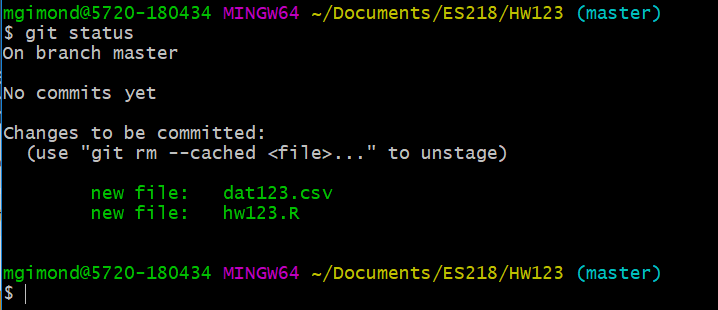 mgimond@5720-180434 MINGW64 ~/Documents/ES218/HW123 (master)
$ git status
On branch master
No commits yet
Changes to be committed:
  (use "git rm --cached <file>..." to unstage)
        new file:   dat123.csv
        new file:   hw123.R
mgimond@5720-180434 MINGW64 ~/Documents/ES218/HW123 (master)
$